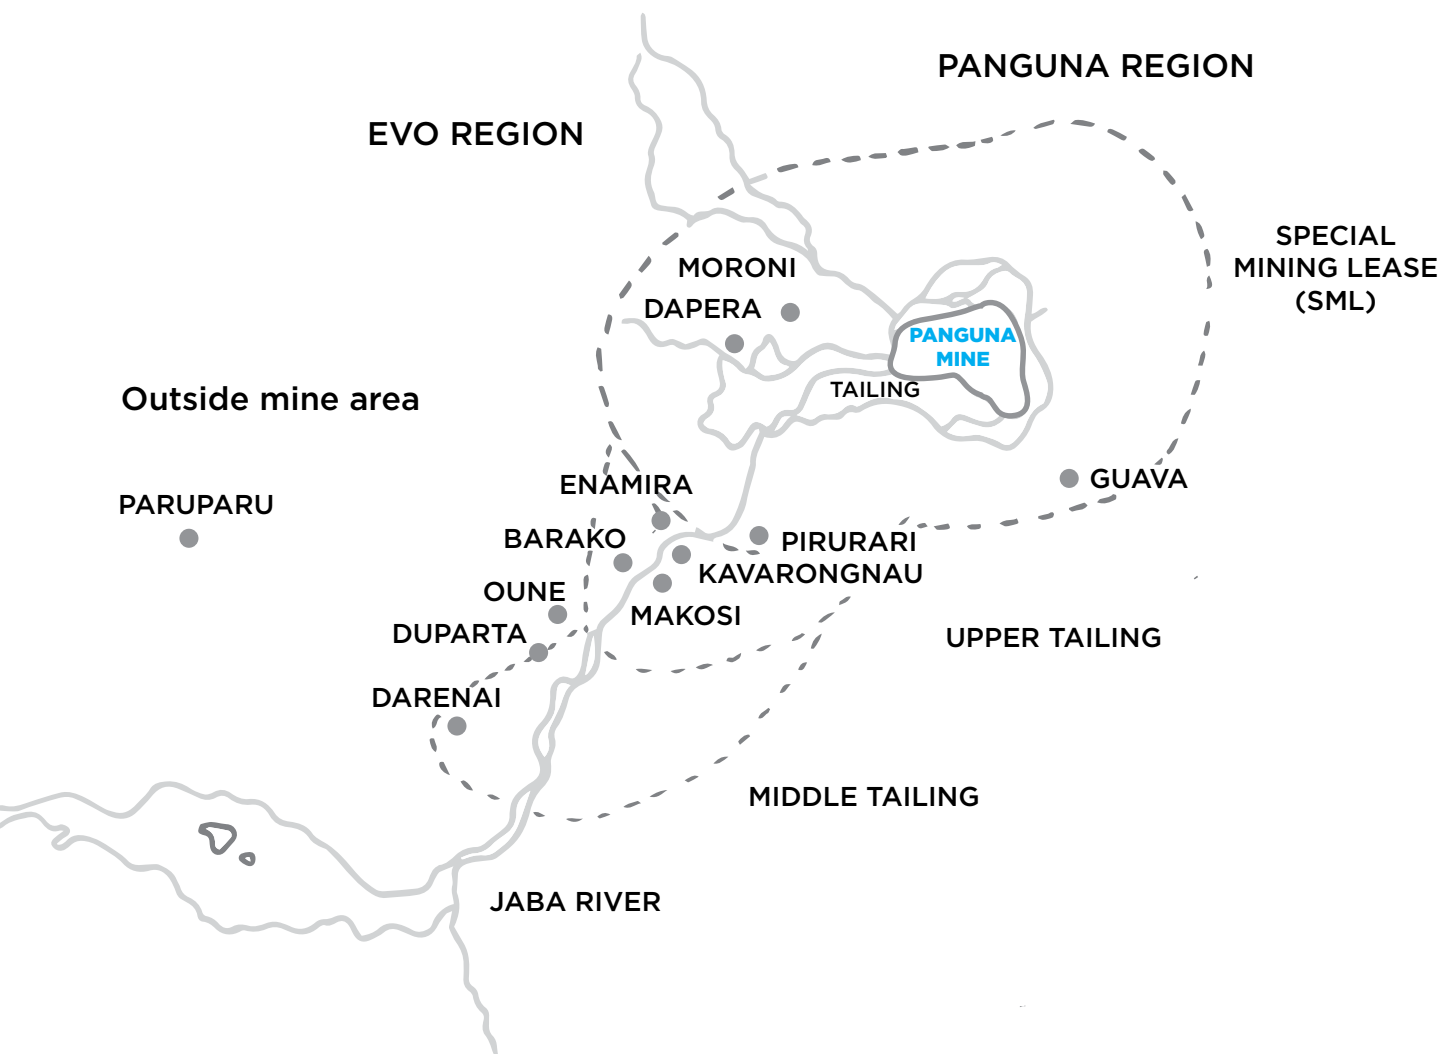 PANGUNA REGION
EVO REGION
SPECIAL
MINING LEASE
(SML)
MORONI
DAPERA
PANGUNA
MINE
TAILING
Outside mine area
ENAMIRA
GUAVA
PARUPARU
BARAKO
PIRURARI
KAVARONGNAU
OUNE
MAKOSI
DUPARTA
UPPER TAILING
DARENAI
MIDDLE TAILING
JABA RIVER